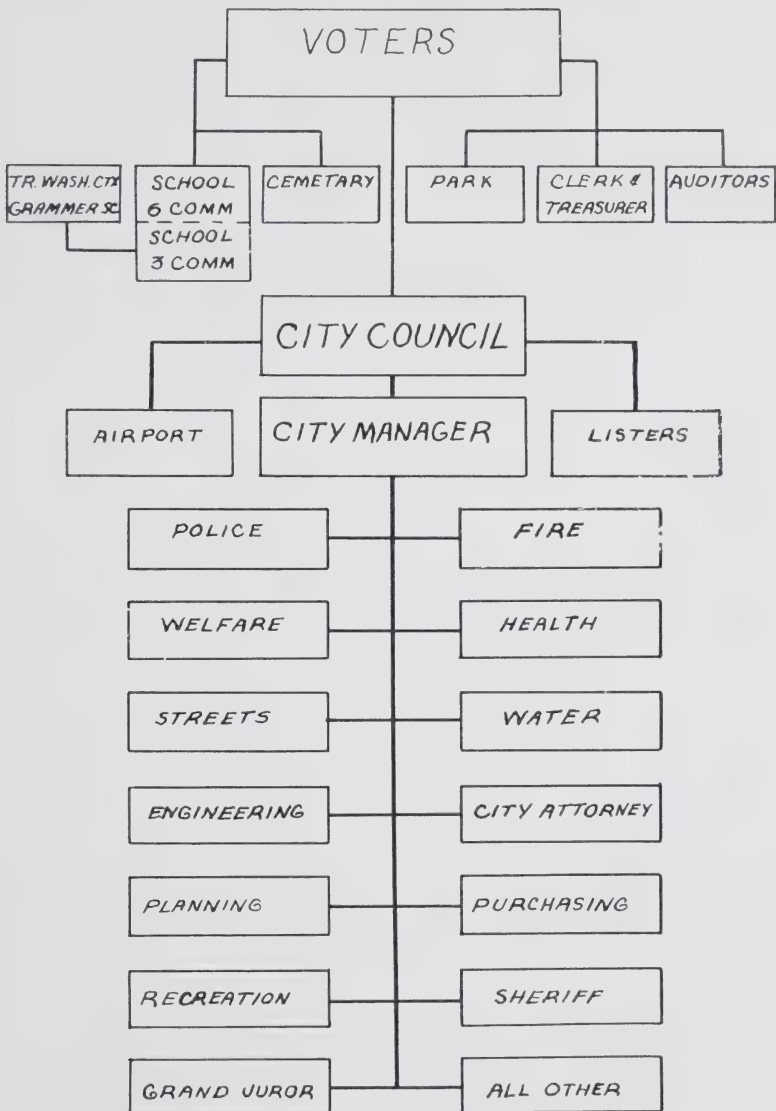 VOTERS
TR. WASH. CTY
GRAMMER SC
SCHOOL
6 COMM
SCHOOL
3 COMM
CEMETARY
PARK
CLERK &
TREASURER
AUDITORS
CITY COUNCIL
AIRPORT
CITY MANAGER
LISTERS
POLICE
FIRE
WELFARE
HEALTH
STREETS
WATER
ENGINEERING
CITY ATTORNEY
PLANNING
PURCHASING
RECREATION
SHERIFF
GRAND JUROR
ALL OTHER